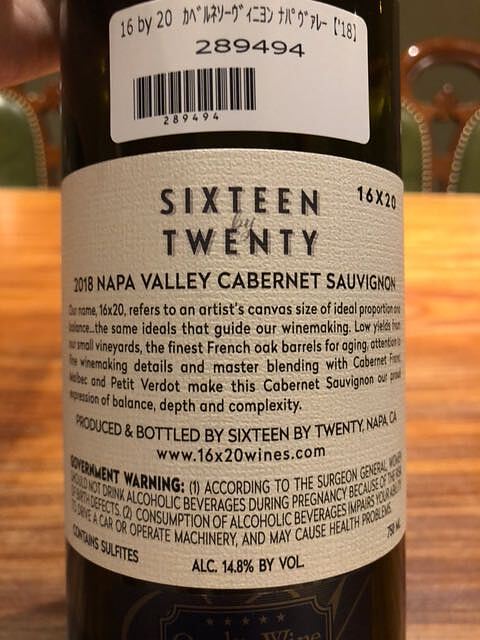 16 by 20 ｶﾍﾞﾙﾈｿｰｳﾞｨﾆﾖﾝ ﾅﾊﾟｳﾞｧﾚｰ ['18]
289494
289494
SIXTEEN 16X20
by
TWENTY
2018 NAPA VALLEY CABERNET SAUVIGNON
Our name, 16x20, refers to an artist's canvas size of ideal proportion and
balance...the same ideals that guide our winemaking. Low yields from
our small vineyards, the finest French oak barrels for aging, attention to
fine winemaking details and master blending with Cabernet Franc,
Malbec and Petit Verdot make this Cabernet Sauvignon our proud
expression of balance, depth and complexity.
PRODUCED & BOTTLED BY SIXTEEN BY TWENTY, NAPA, CA
www.16x20wines.com
GOVERNMENT WARNING: (1) ACCORDING TO THE SURGEON GENERAL, WOMEN
SHOULD NOT DRINK ALCOHOLIC BEVERAGES DURING PREGNANCY BECAUSE OF THE RISK
OF BIRTH DEFECTS. (2) CONSUMPTION OF ALCOHOLIC BEVERAGES IMPAIRS YOUR ABILITY
TO DRIVE A CAR OR OPERATE MACHINERY, AND MAY CAUSE HEALTH PROBLEMS.
CONTAINS SULFITES 750 ML
ALC. 14.8% BY VOL.